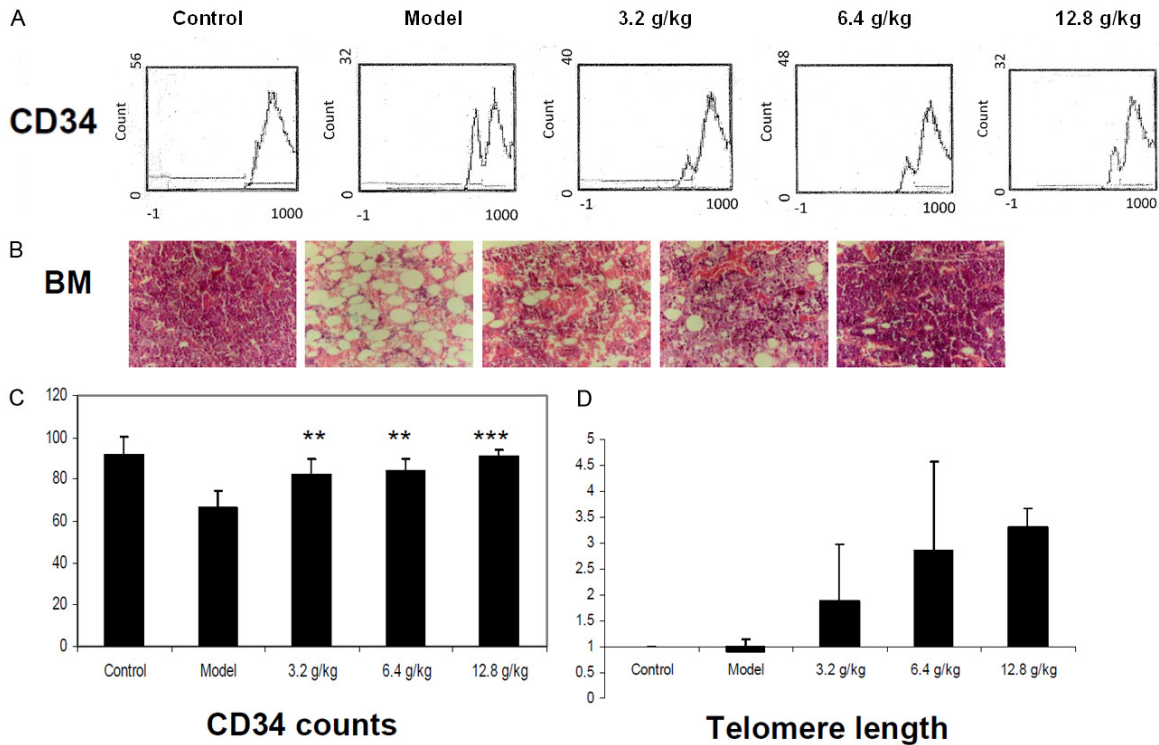 A
Control
Model
3.2 g/kg
6.4 g/kg
12.8 g/kg
CD34
56
Count
0
-1
1000
32
Count
0
-1
1000
40
Count
0
-1
1000
48
Count
0
-1
1000
32
Count
0
-1
1000
B
BM
C
120
100
80
60
40
20
0
** ** ***
Control Model 3.2 g/kg 6.4 g/kg 12.8 g/kg
CD34 counts
D
5
4.5
4
3.5
3
2.5
2
1.5
1
0.5
0
Control Model 3.2 g/kg 6.4 g/kg 12.8 g/kg
Telomere length